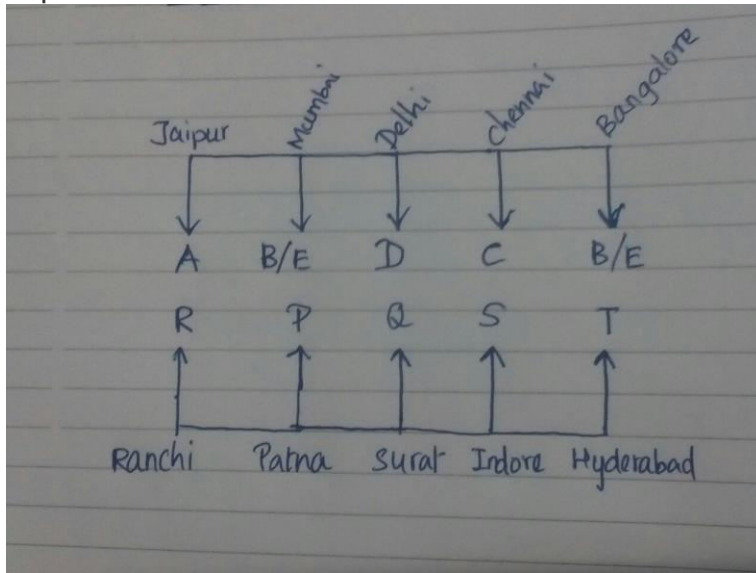 Jaipur Mumbai Delhi Chennai Bangalore
A B/E D C B/E
R P Q S T
Ranchi Patna Surat Indore Hyderabad